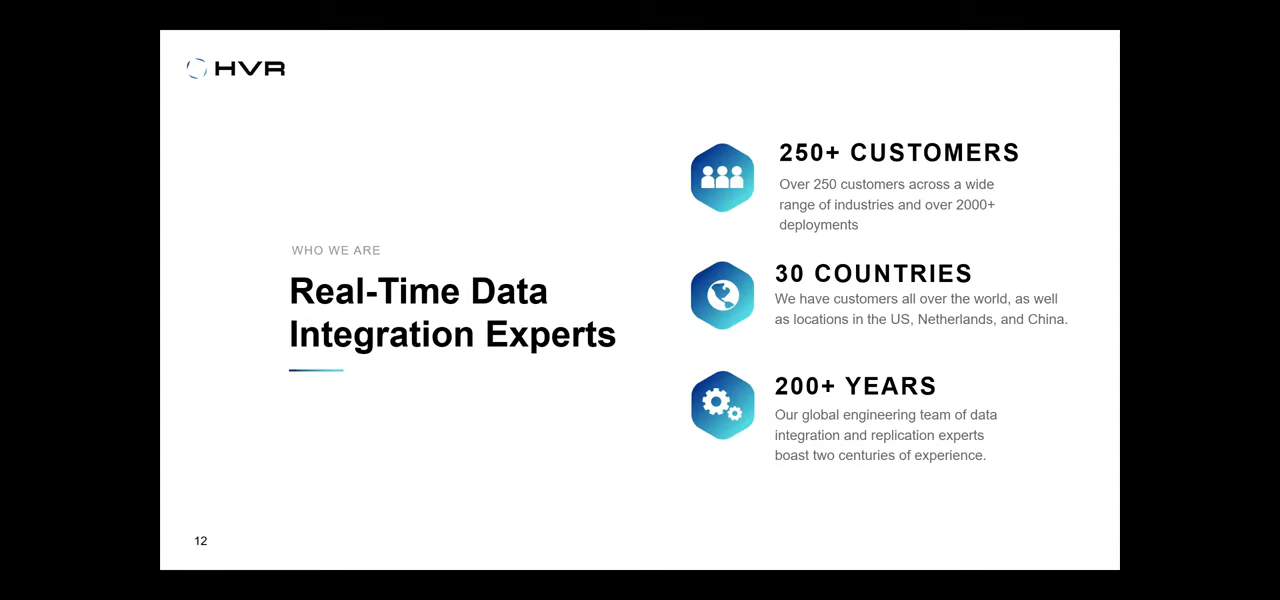 HVR
WHO WE ARE
Real-Time Data
Integration Experts
250+ CUSTOMERS
Over 250 customers across a wide
range of industries and over 2000+
deployments
30 COUNTRIES
We have customers all over the world, as well
as locations in the US, Netherlands, and China.
200+ YEARS
Our global engineering team of data
integration and replication experts
boast two centuries of experience.
12